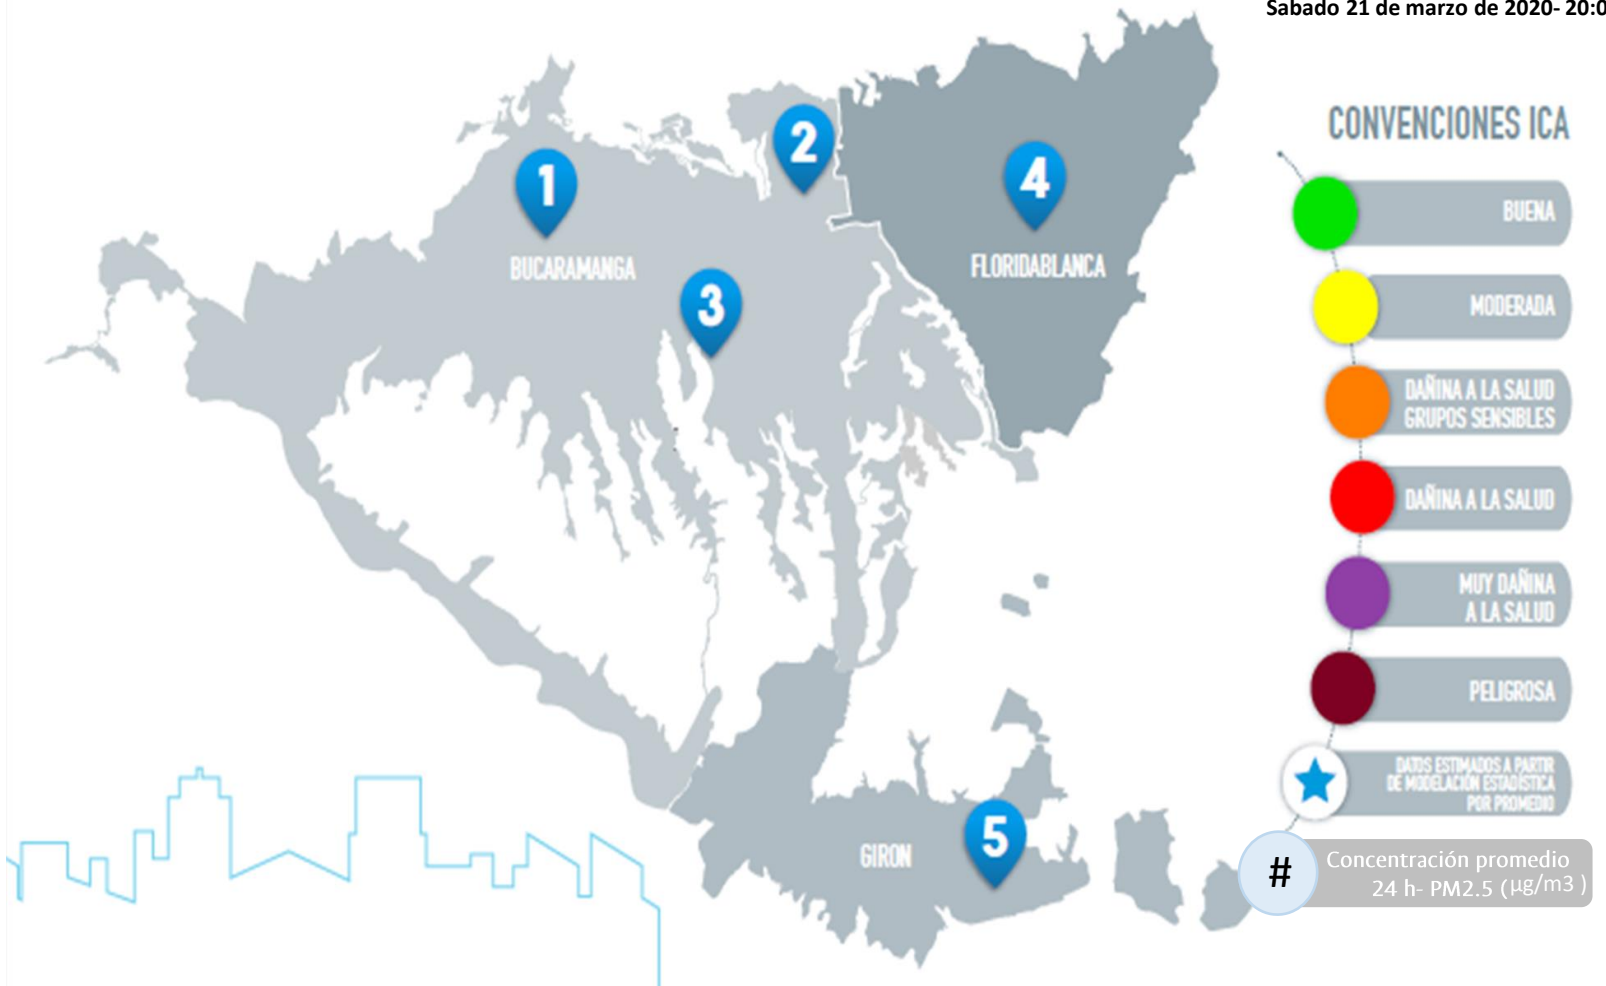 Sabado 21 de marzo de 2020- 20:0
CONVENCIONES ICA
1
2
3
4
BUCARAMANGA
FLORIDABLANCA
BUENA
MODERADA
DAÑINA A LA SALUD
GRUPOS SENSIBLES
DAÑINA A LA SALUD
MUY DAÑINA
A LA SALUD
PELIGROSA
DATOS ESTIMADOS A PARTIR
DE MODELACIÓN ESTADÍSTICA
POR PROMEDIO
GIRON
5
#
Concentración promedio
24 h- PM2.5 (µg/m3 )